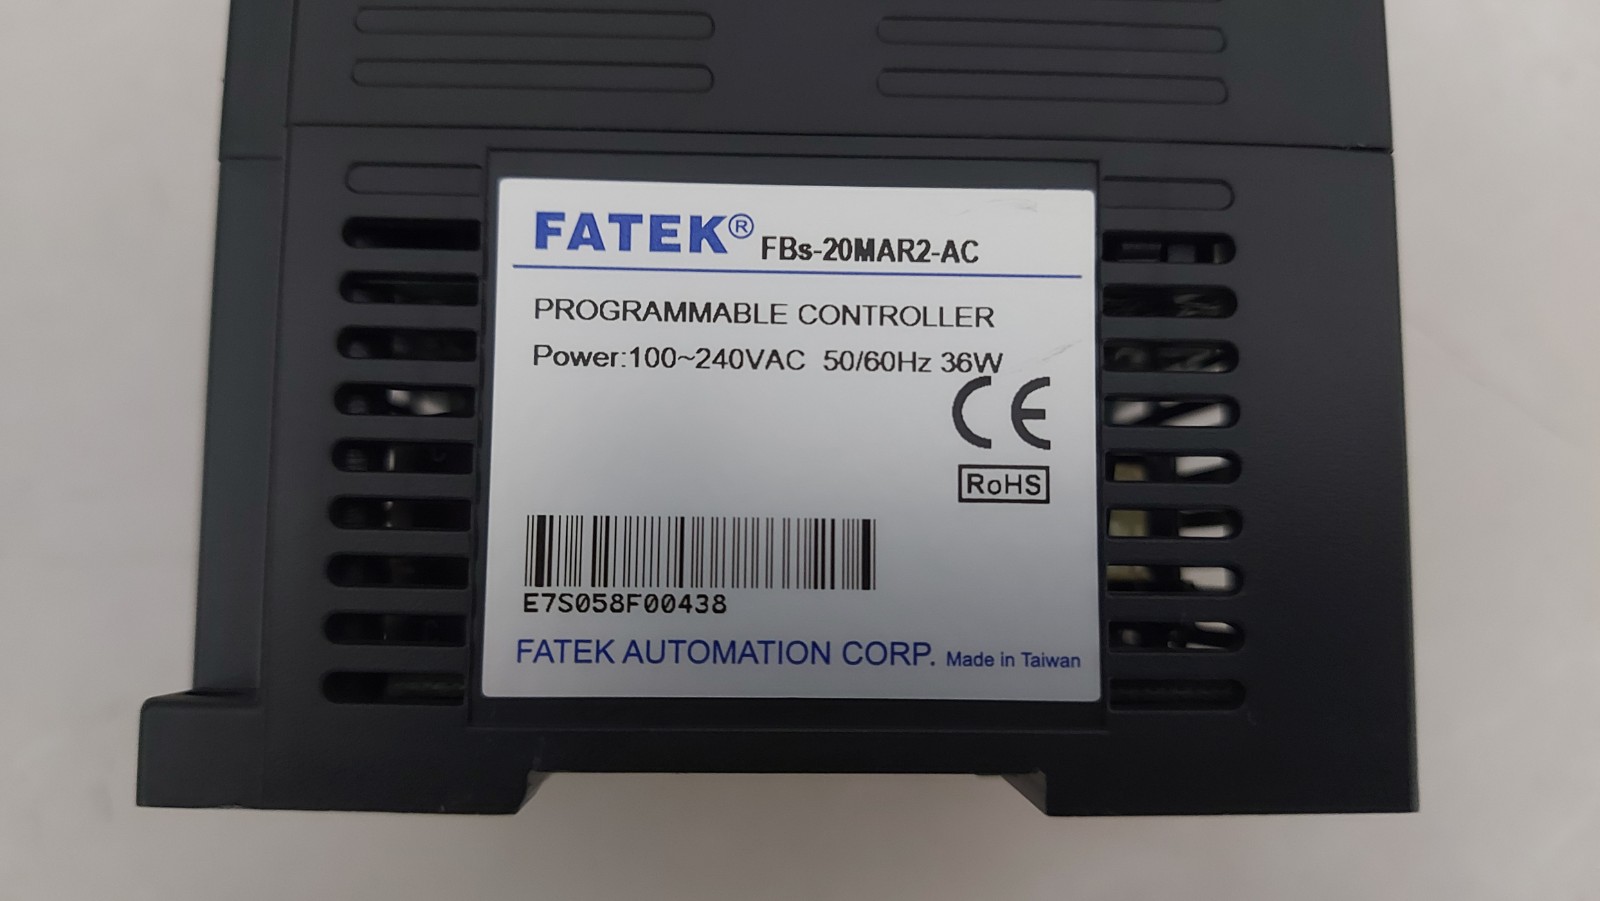 FATEK® FBs-20MAR2-AC
PROGRAMMABLE CONTROLLER
Power:100~240VAC 50/60Hz 36W
CE
RoHS
E7S058F00438
FATEK AUTOMATION CORP. Made in Taiwan